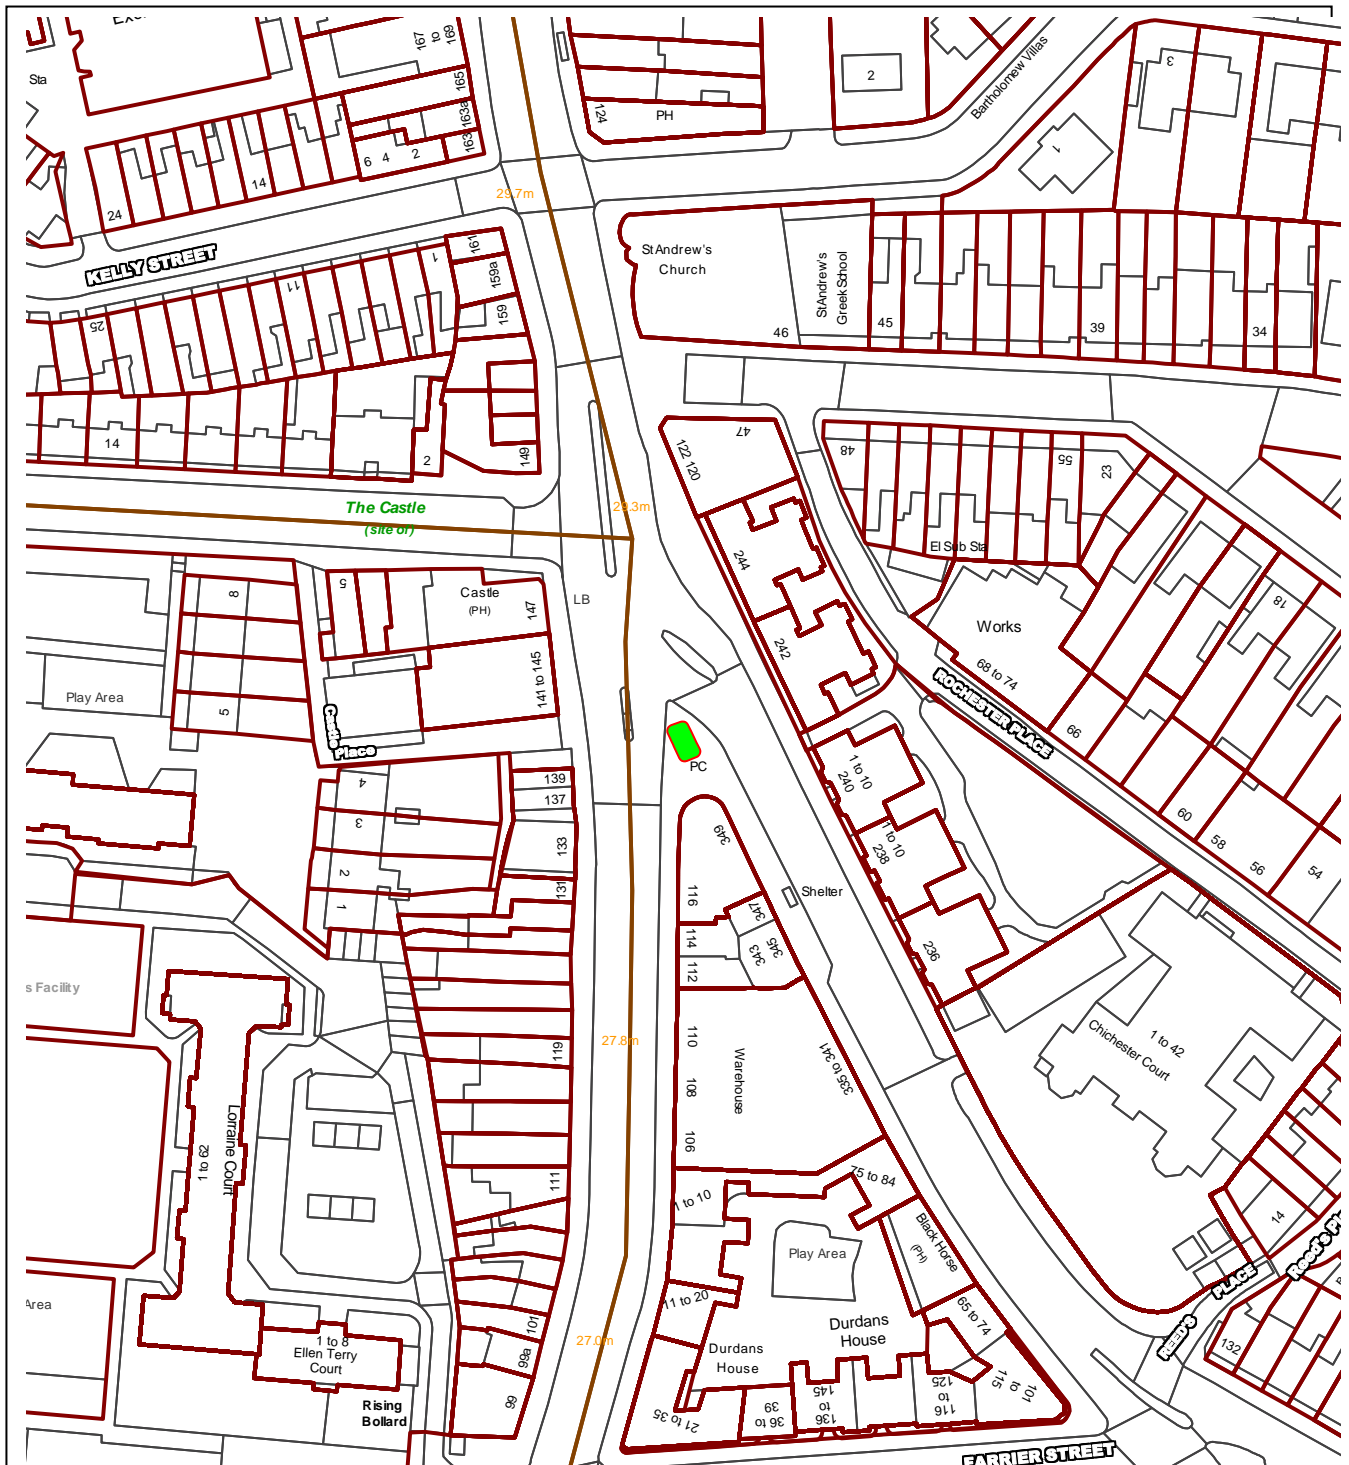 167
to
169
Sta
165
163a
163
6 4 2
14
24
124
PH
2
Bartholomew Villas
3
1
29.7m
KELLY STREET
161
159a
159
1
11
25
St Andrew's
Church
St Andrew's
Greek School
46
45
39
34
14
2
149
47
122 120
48
55
23
The Castle
(site of)
29.3m
El Sub Sta
244
242
8
5
5
Castle
(PH)
147
LB
141 to 145
Works
68 to 74
18
Play Area
Castle
Place
ROCHESTER PLACE
66
60
58
56
54
PC
1 to 10
240
1 to 10
238
236
139
137
133
131
4
3
2
1
349
116
114
112
347
345
343
Shelter
s Facility
27.8m
110
108
106
Warehouse
335 to 341
119
111
1 to 42
Chichester Court
Lorraine Court
1 to 62
75 to 84
1 to 10
Play Area
Black Horse
(PH)
14
Reed's Pl
REED'S
PLACE
132
Area
11 to 20
27.0m
101
99a
99
Durdans
House
Durdans
House
65 to 74
1 to 8
Ellen Terry
Court
Rising
Bollard
21 to 35
36 to 39
136
to
145
116
to
125
101
to
115
FARRIER STREET